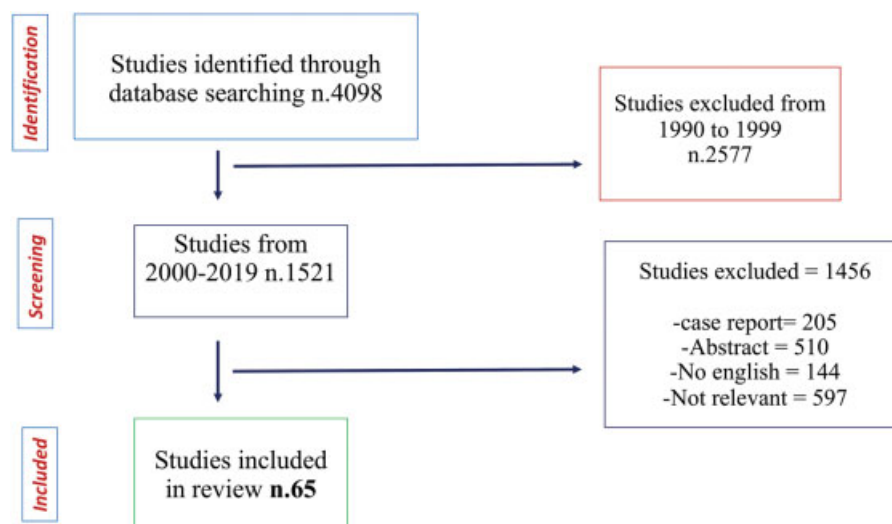 Identification
Studies identified through
database searching n.4098
Studies excluded from
1990 to 1999
n.2577
Screening
Studies from
2000-2019 n.1521
Studies excluded = 1456
-case report= 205
-Abstract = 510
-No english = 144
-Not relevant = 597
Included
Studies included
in review n.65